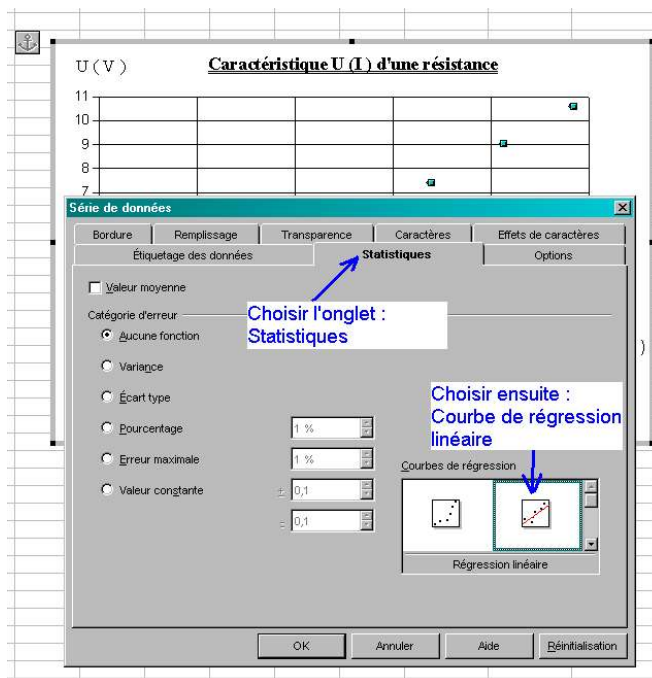 U ( V )
Caractéristique U (I ) d'une résistance
11
10
9
8
7
Série de données
Bordure
Remplissage
Transparence
Caractères
Effets de caractères
Étiquetage des données
Statistiques
Options
Valeur moyenne
Catégorie d'erreur
Choisir l'onglet :
Statistiques
Aucune fonction
)
Variance
Écart type
Choisir ensuite :
Courbe de régression
linéaire
Pourcentage
1 %
Erreur maximale
1 %
Courbes de régression
Valeur constante
± 0,1
± 0,1
Régression linéaire
OK
Annuler
Aide
Réinitialisation